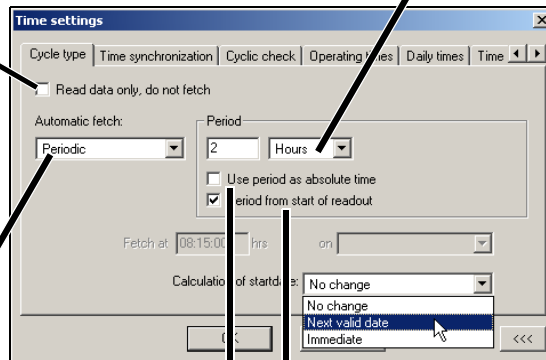 Time settings
Cycle type Time synchronization Cyclic check Operating times Daily times Time
Read data only, do not fetch
Automatic fetch: Period
Periodic 2 Hours
Use period as absolute time
Period from start of readout
Fetch at 08:15:00 hrs on
Calculation of startdate: No change
No change
Next valid date
Immediate
OK <<<